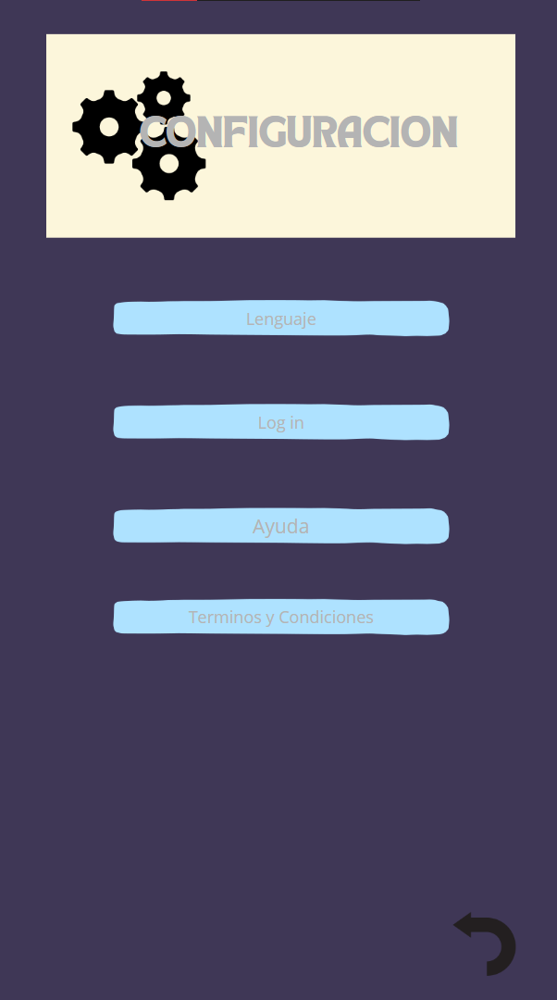 CONFIGURACION
Lenguaje
Log in
Ayuda
Terminos y Condiciones